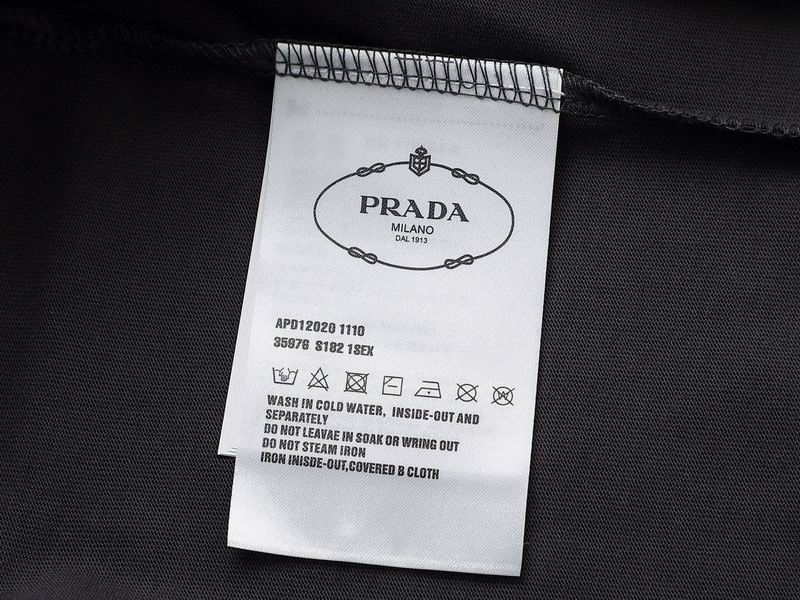 PRADA
MILANO
DAL 1913
APD12020 1110
35976 S182 1SEX
WASH IN COLD WATER, INSIDE-OUT AND
SEPARATELY
DO NOT LEAVAE IN SOAK OR WRING OUT
DO NOT STEAM IRON
IRON INISDE-OUT,COVERED B CLOTH